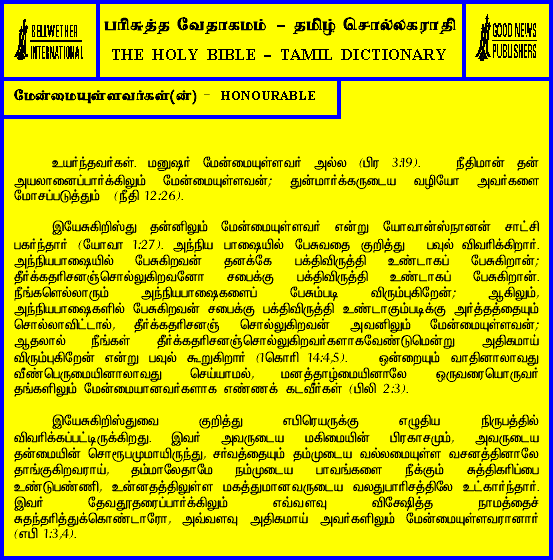 BELLWETHER
INTERNATIONAL
பரிசுத்த வேதாகமம் – தமிழ் சொல்லகராதி
THE HOLY BIBLE – TAMIL DICTIONARY
GOOD NEWS
PUBLISHERS
மேன்மையுள்ளவர்கள்(ன்) – HONOURABLE
உயர்ந்தவர்கள். மனுஷர் மேன்மையுள்ளவர் அல்ல (பிர 3:19). நீதிமான் தன்
அயலானைப்பார்க்கிலும் மேன்மையுள்ளவன்; துன்மார்க்கருடைய வழியோ அவர்களை
மோசப்படுத்தும் (நீதி 12:26).
இயேசுகிறிஸ்து தன்னிலும் மேன்மையுள்ளவர் என்று யோவான்ஸ்நானன் சாட்சி
பகர்ந்தார் (யோவா 1:27). அந்நிய பாஷையில் பேசுவதை குறித்து பவுல் விவரிக்கிறார்.
அந்நியபாஷையில் பேசுகிறவன் தனக்கே பக்திவிருத்தி உண்டாகப் பேசுகிறான்;
தீர்க்கதரிசனஞ்சொல்லுகிறவனோ சபைக்கு பக்திவிருத்தி உண்டாகப் பேசுகிறான்.
நீங்களெல்லாரும் அந்நியபாஷைகளைப் பேசும்படி விரும்புகிறேன்; ஆகிலும்,
அந்நியபாஷைகளில் பேசுகிறவன் சபைக்கு பக்திவிருத்தி உண்டாகும்படிக்கு அர்த்தத்தையும்
சொல்லாவிட்டால், தீர்க்கதரிசனஞ் சொல்லுகிறவன் அவனிலும் மேன்மையுள்ளவன்;
ஆதலால் நீங்கள் தீர்க்கதரிசனஞ்சொல்லுகிறவர்களாகவேண்டுமென்று அதிகமாய்
விரும்புகிறேன் என்று பவுல் கூறுகிறார் (1கொரி 14:4,5). ஒன்றையும் வாதினாலாவது
வீண்பெருமையினாலாவது செய்யாமல், மனத்தாழ்மையினாலே ஒருவரையொருவர்
தங்களிலும் மேன்மையானவர்களாக எண்ணக் கடவீர்கள் (பிலி 2:3).
இயேசுகிறிஸ்துவை குறித்து எபிரெயருக்கு எழுதிய நிருபத்தில்
விவரிக்கப்பட்டிருக்கிறது. இவர் அவருடைய மகிமையின் பிரகாசமும், அவருடைய
தன்மையின் சொரூபமுமாயிருந்து, சர்வத்தையும் தம்முடைய வல்லமையுள்ள வசனத்தினாலே
தாங்குகிறவராய், தம்மாலேதாமே நம்முடைய பாவங்களை நீக்கும் சுத்திகரிப்பை
உண்டுபண்ணி, உன்னதத்திலுள்ள மகத்துமானவருடைய வலதுபாரிசத்திலே உட்கார்ந்தார்.
இவர் தேவதூதரைப்பார்க்கிலும் எவ்வளவு விசேஷித்த நாமத்தைச்
சுதந்தரித்துக்கொண்டாரோ, அவ்வளவு அதிகமாய் அவர்களிலும் மேன்மையுள்ளவரானார்
(எபி 1:3,4).